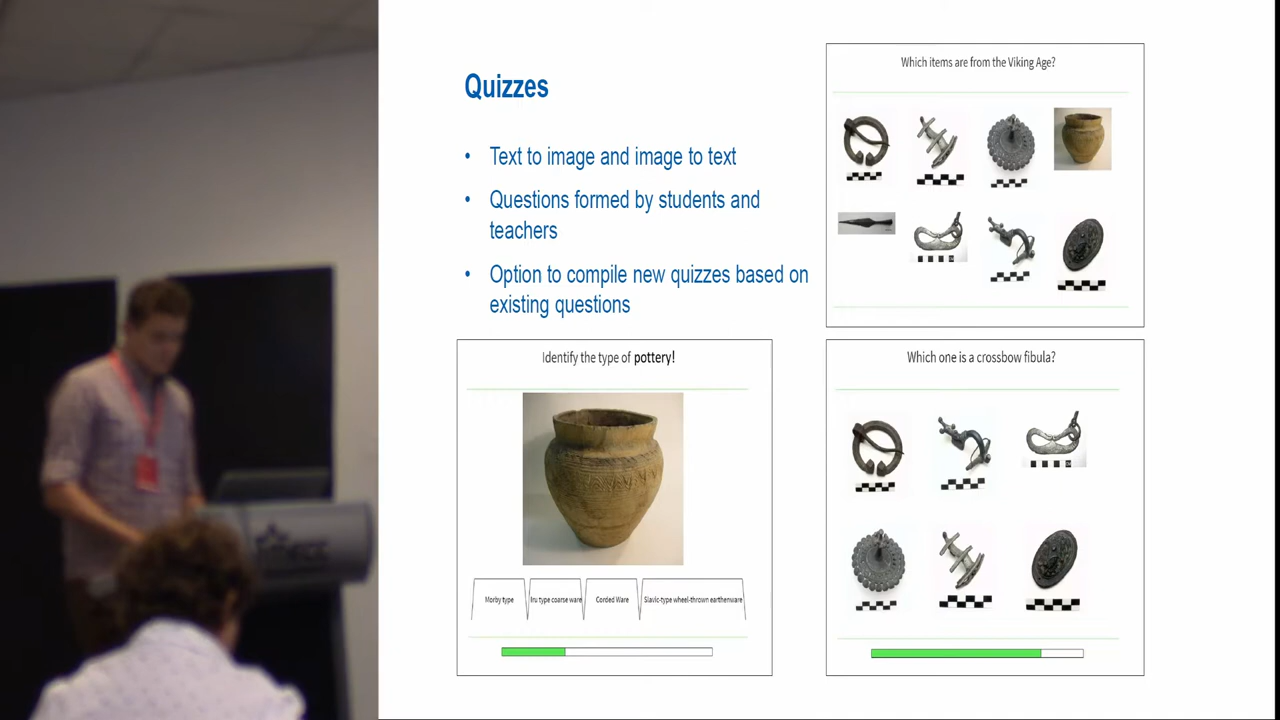 Quizzes
• Text to image and image to text
• Questions formed by students and
teachers
• Option to compile new quizzes based on
existing questions
Which items are from the Viking Age?
Identify the type of pottery!
Morby type
Iru type coarse ware
Corded Ware
Slavic-type wheel-thrown earthenware
Which one is a crossbow fibula?